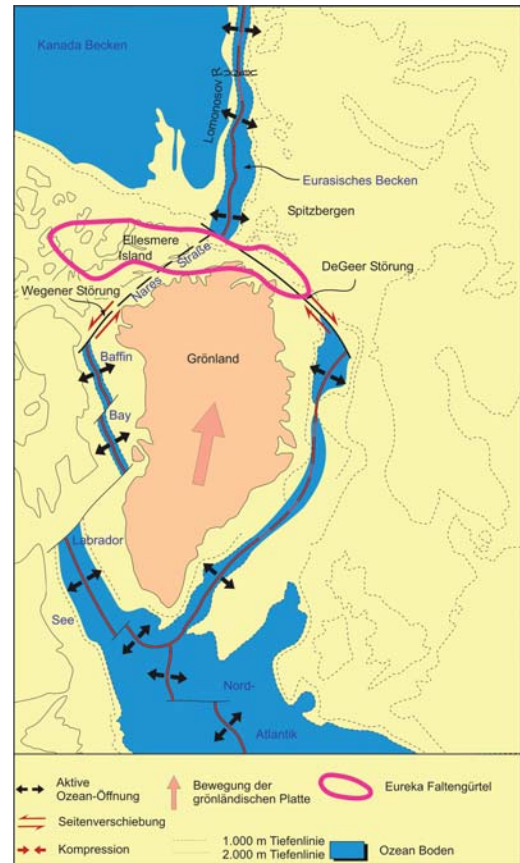 Kanada Becken
Lomonosov R.
Eurasisches Becken
Spitzbergen
Ellesmere
Island
Nares Straße
DeGeer Störung
Wegener Störung
Baffin
Bay
Grönland
Labrador
See
Nord-
Atlantik
Aktive
Ozean-Öffnung
Bewegung der
grönländischen Platte
Eureka Faltengürtel
Seitenverschiebung
Kompression
1.000 m Tiefenlinie
2.000 m Tiefenlinie
Ozean Boden